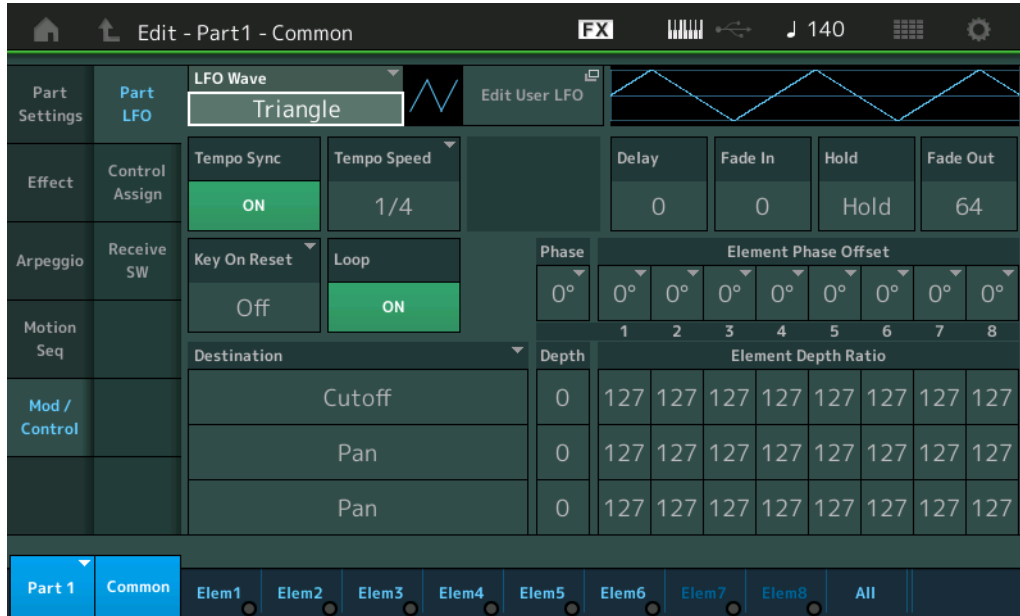 Edit - Part1 - Common FX ♩ 140
Part Settings
Part LFO
LFO Wave
Triangle
Edit User LFO
Effect
Control Assign
Tempo Sync
ON
Tempo Speed
1/4
Delay
0
Fade In
0
Hold
Hold
Fade Out
64
Arpeggio
Receive SW
Key On Reset
Off
Loop
ON
Phase
0°
Element Phase Offset
0° 0° 0° 0° 0° 0° 0° 0°
1 2 3 4 5 6 7 8
Motion Seq
Destination Depth Element Depth Ratio
Mod / Control
Cutoff 0 127 127 127 127 127 127 127 127
Pan 0 127 127 127 127 127 127 127 127
Pan 0 127 127 127 127 127 127 127 127
Part 1 Common Elem1 Elem2 Elem3 Elem4 Elem5 Elem6 Elem7 Elem8 All